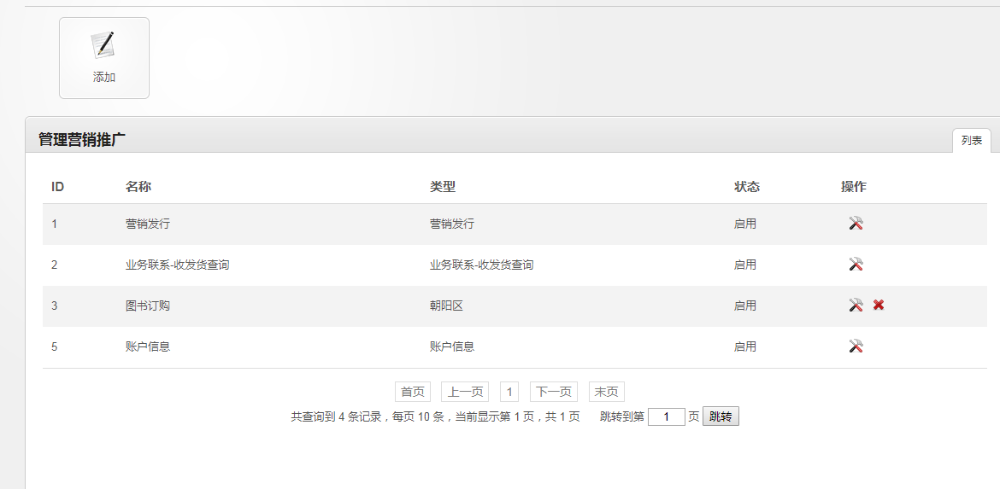 添加
管理营销推广
列表
ID 名称 类型 状态 操作
1 营销发行 营销发行 启用
2 业务联系-收发货查询 业务联系-收发货查询 启用
3 图书订购 朝阳区 启用
5 账户信息 账户信息 启用
首页 上一页 1 下一页 末页
共查询到 4 条记录，每页 10 条，当前显示第 1 页，共 1 页 跳转到第 1 页 跳转